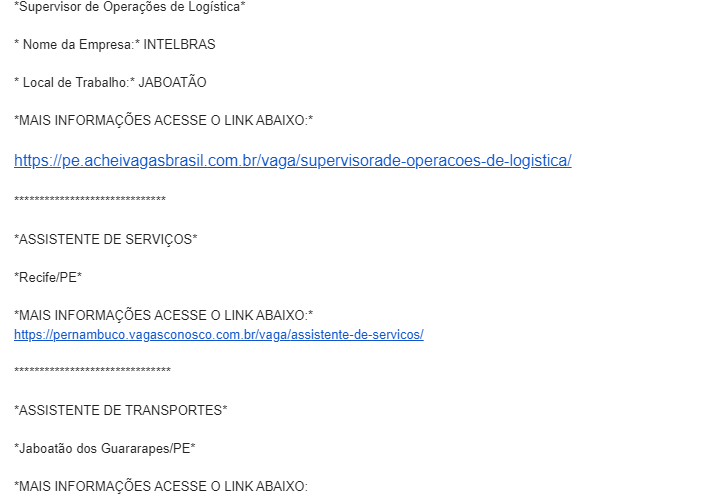 *Supervisor de Operações de Logística*
* Nome da Empresa:* INTELBRAS
* Local de Trabalho:* JABOATÃO
*MAIS INFORMAÇÕES ACESSE O LINK ABAIXO:*
https://pe.acheivagasbrasil.com.br/vaga/supervisorade-operacoes-de-logistica/
******************************
*ASSISTENTE DE SERVIÇOS*
*Recife/PE*
*MAIS INFORMAÇÕES ACESSE O LINK ABAIXO:*
https://pernambuco.vagasconosco.com.br/vaga/assistente-de-servicos/
*******************************
*ASSISTENTE DE TRANSPORTES*
*Jaboatão dos Guararapes/PE*
*MAIS INFORMAÇÕES ACESSE O LINK ABAIXO: